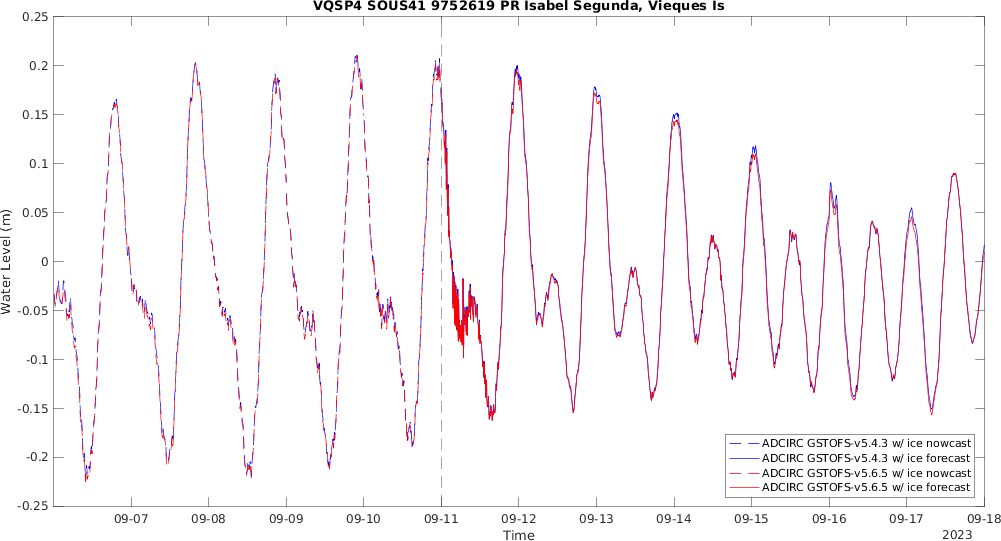 VQSP4 SOUS41 9752619 PR Isabel Segunda, Vieques Is
0.25
0.2
0.15
0.1
0.05
0
-0.05
-0.1
-0.15
-0.2
-0.25
Water Level (m)
ADCIRC GSTOFS-v5.4.3 w/ ice nowcast
ADCIRC GSTOFS-v5.4.3 w/ ice forecast
ADCIRC GSTOFS-v5.6.5 w/ ice nowcast
ADCIRC GSTOFS-v5.6.5 w/ ice forecast
09-07 09-08 09-09 09-10 09-11 09-12 09-13 09-14 09-15 09-16 09-17 09-18
Time
2023